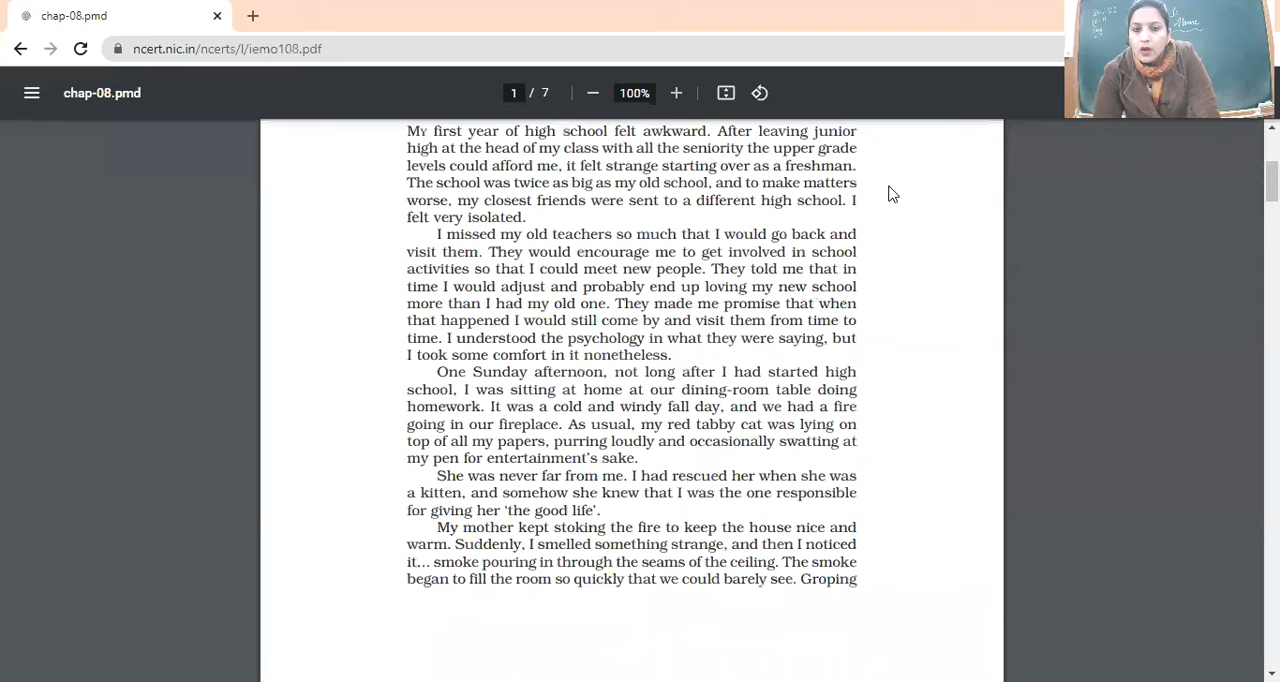 chap-08.pmd
ncert.nic.in/ncerts/l/iemo108.pdf
chap-08.pmd
1 / 7
100%
MY first year of high school felt awkward. After leaving junior
high at the head of my class with all the seniority the upper grade
levels could afford me, it felt strange starting over as a freshman.
The school was twice as big as my old school, and to make matters
worse, my closest friends were sent to a different high school. I
felt very isolated.
I missed my old teachers so much that I would go back and
visit them. They would encourage me to get involved in school
activities so that I could meet new people. They told me that in
time I would adjust and probably end up loving my new school
more than I had my old one. They made me promise that when
that happened I would still come by and visit them from time to
time. I understood the psychology in what they were saying, but
I took some comfort in it nonetheless.
One Sunday afternoon, not long after I had started high
school, I was sitting at home at our dining-room table doing
homework. It was a cold and windy fall day, and we had a fire
going in our fireplace. As usual, my red tabby cat was lying on
top of all my papers, purring loudly and occasionally swatting at
my pen for entertainment's sake.
She was never far from me. I had rescued her when she was
a kitten, and somehow she knew that I was the one responsible
for giving her ‘the good life’.
My mother kept stoking the fire to keep the house nice and
warm. Suddenly, I smelled something strange, and then I noticed
it... smoke pouring in through the seams of the ceiling. The smoke
began to fill the room so quickly that we could barely see. Groping